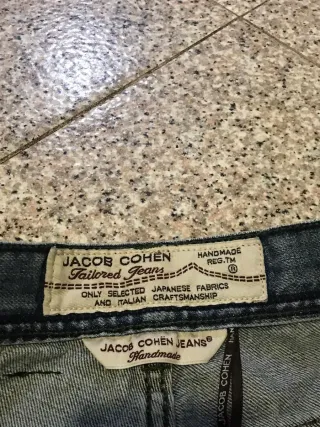 JACOB COHËN HANDMADE
Tailored Jeans REG.TM
®
ONLY SELECTED JAPANESE FABRICS
AND ITALIAN CRAFTSMANSHIP
JACOB COHËN JEANS®
Handmade